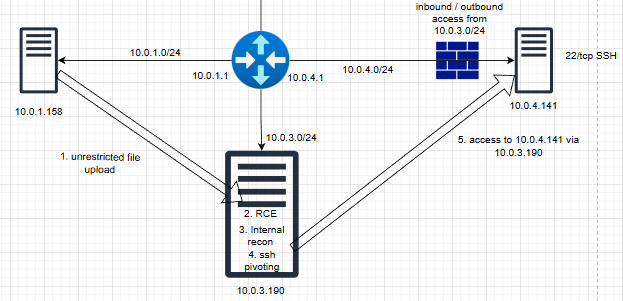 inbound / outbound
access from
10.0.3.0/24
10.0.1.0/24
10.0.1.1
10.0.4.1
10.0.4.0/24
22/tcp SSH
10.0.1.158
10.0.4.141
10.0.3.0/24
1. unrestricted file
upload
5. access to 10.0.4.141 via
10.0.3.190
2. RCE
3. Internal
recon
4. ssh
pivoting
10.0.3.190